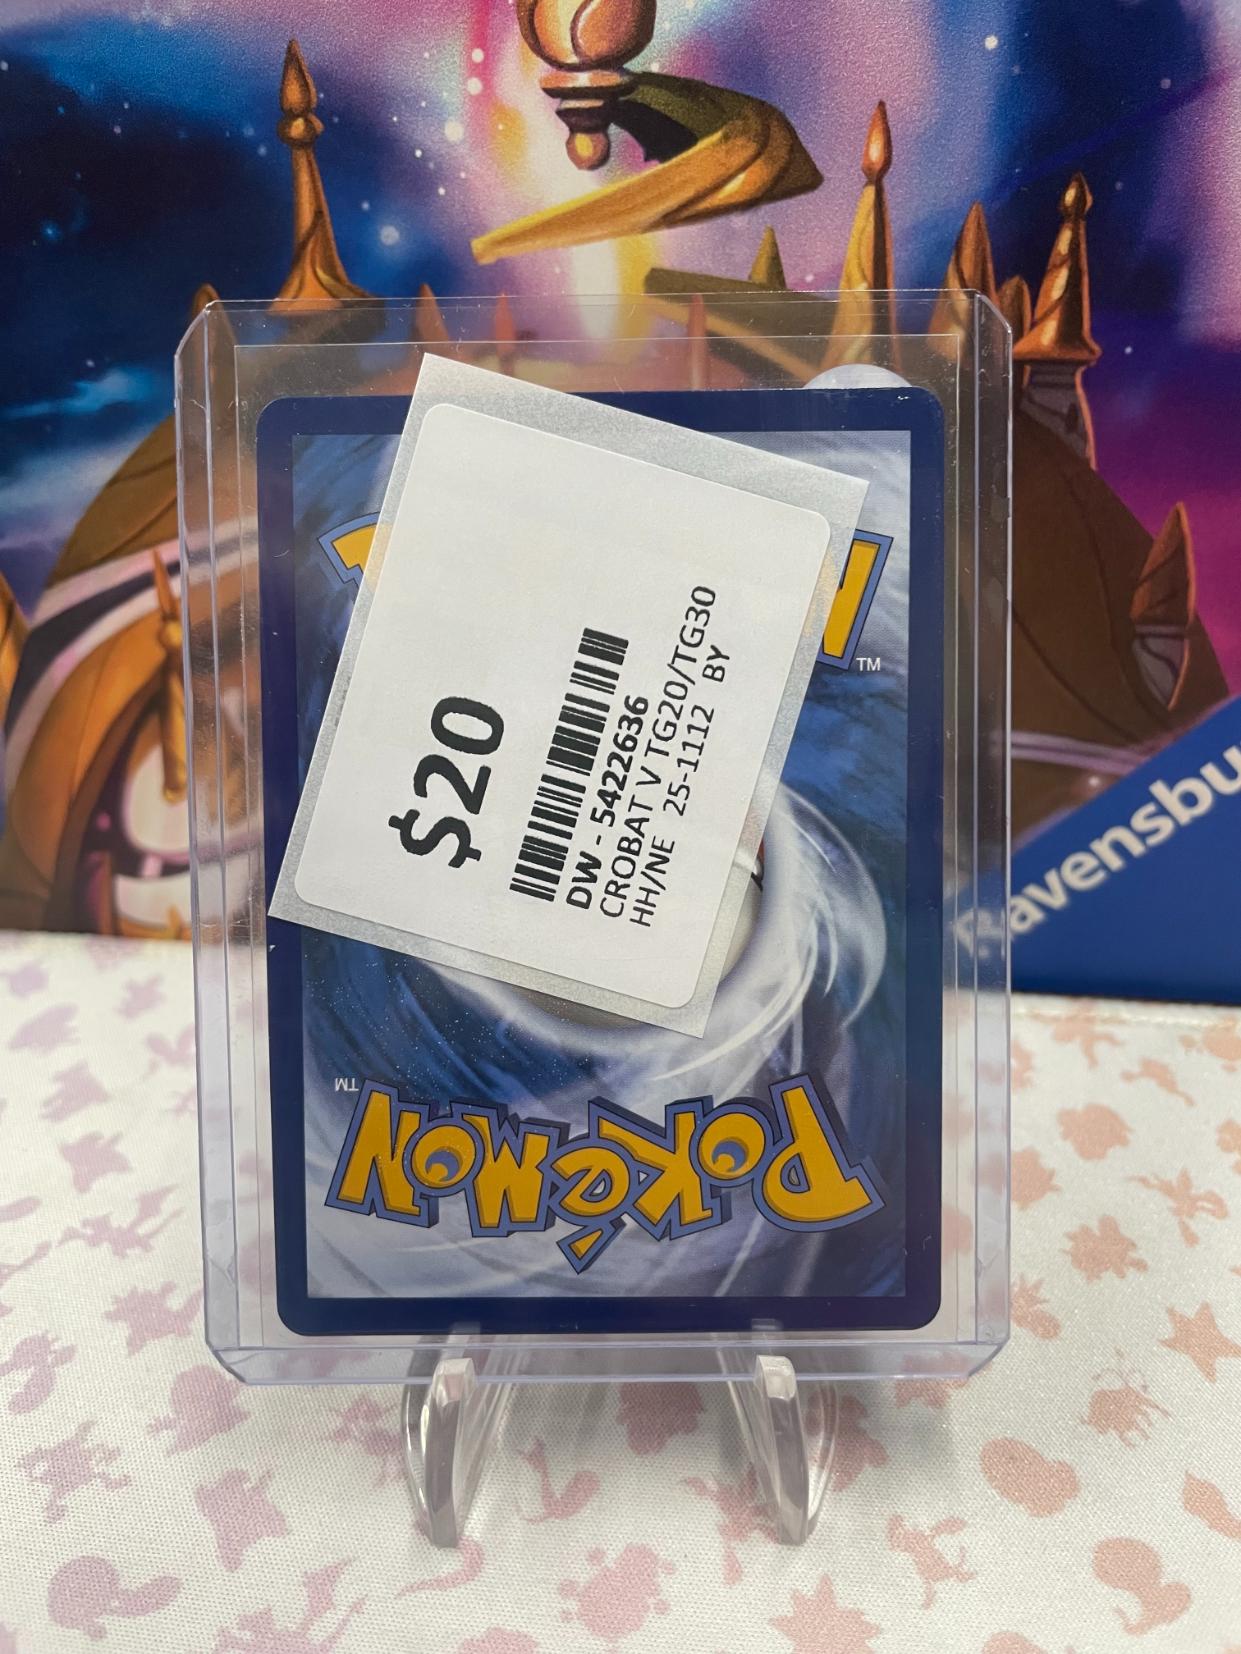 $20
DW - 5422636
CROBAT V TG20/TG30
HH/NE 25-1112 BY
TM
Ravensbu
TM
POKéMON